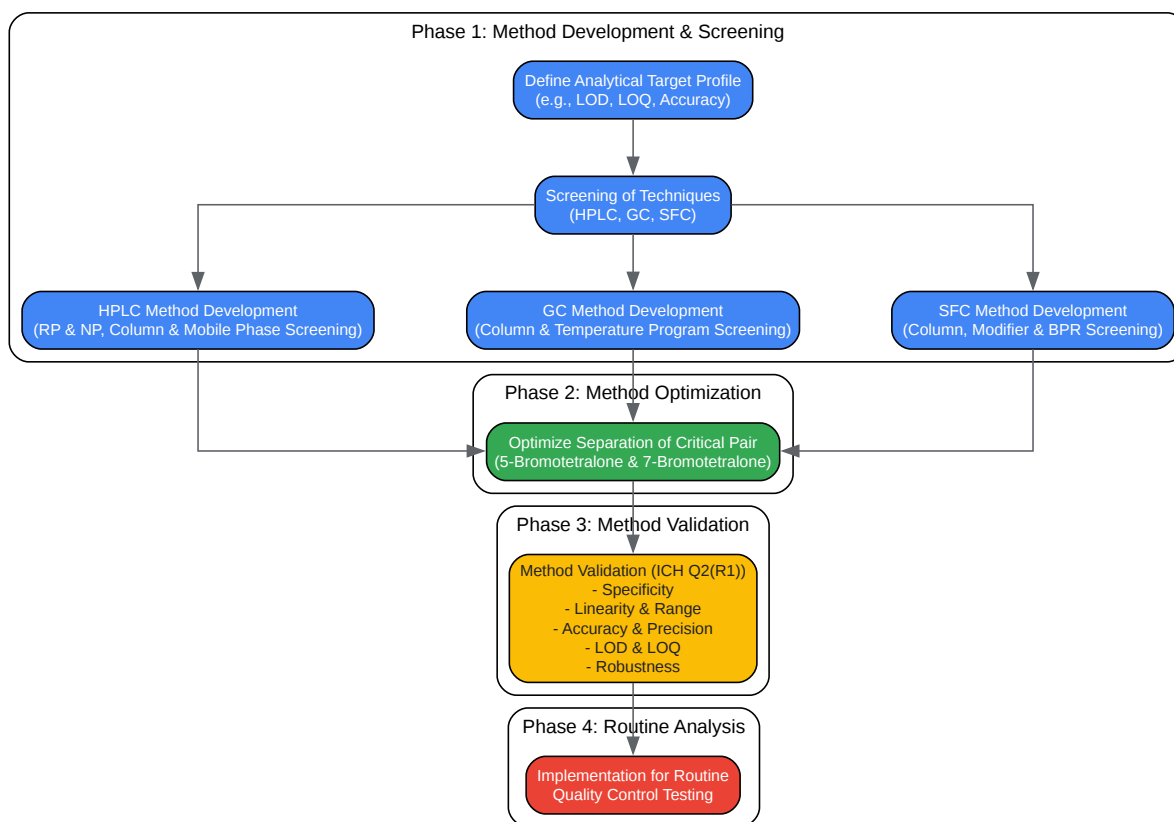 Phase 1: Method Development & Screening
Define Analytical Target Profile
(e.g., LOD, LOQ, Accuracy)
Screening of Techniques
(HPLC, GC, SFC)
HPLC Method Development
(RP & NP, Column & Mobile Phase Screening)
GC Method Development
(Column & Temperature Program Screening)
SFC Method Development
(Column, Modifier & BPR Screening)
Phase 2: Method Optimization
Optimize Separation of Critical Pair
(5-Bromotetralone & 7-Bromotetralone)
Phase 3: Method Validation
Method Validation (ICH Q2(R1))
- Specificity
- Linearity & Range
- Accuracy & Precision
- LOD & LOQ
- Robustness
Phase 4: Routine Analysis
Implementation for Routine
Quality Control Testing